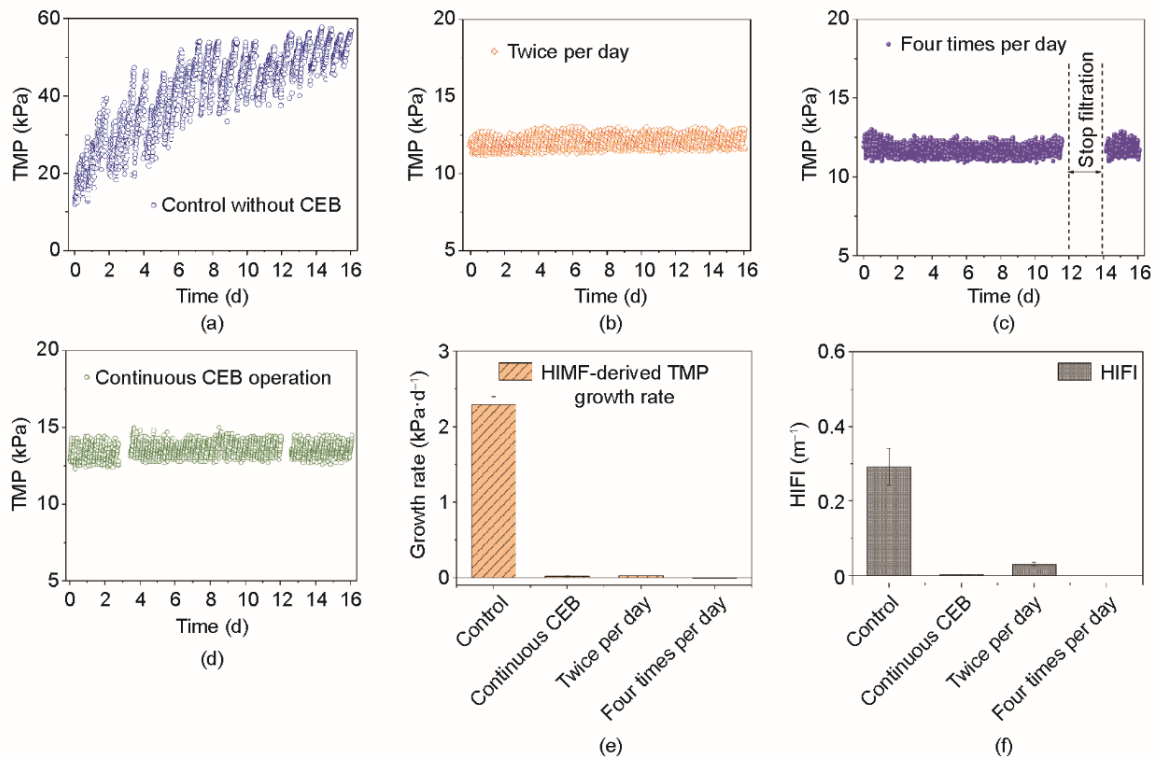 60
40
20
0
TMP (kPa)
Control without CEB
0 2 4 6 8 10 12 14 16
Time (d)
(a)
20
15
10
5
TMP (kPa)
Twice per day
0 2 4 6 8 10 12 14 16
Time (d)
(b)
20
15
10
5
TMP (kPa)
Four times per day
Stop filtration
0 2 4 6 8 10 12 14 16
Time (d)
(c)
20
15
10
5
TMP (kPa)
Continuous CEB operation
0 2 4 6 8 10 12 14 16
Time (d)
(d)
3
2
1
0
Growth rate (kPa·d⁻¹)
HIMF-derived TMP
growth rate
Control
Continuous CEB
Twice per day
Four times per day
(e)
0.6
0.4
0.2
0
HIFI (m⁻¹)
HIFI
Control
Continuous CEB
Twice per day
Four times per day
(f)